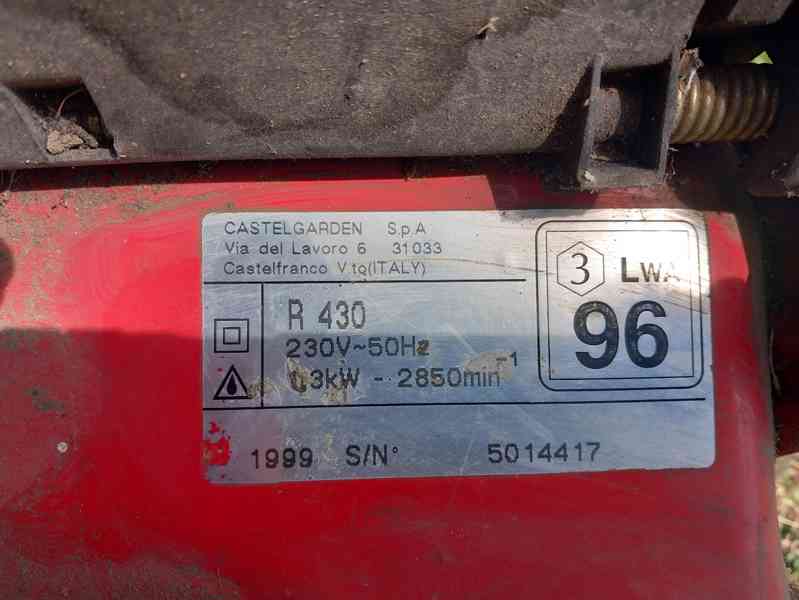 CASTELGARDEN S.p.A
Via del Lavoro 6 31033
Castelfranco V.to(ITALY)
3 LWA
96
R 430
230V~50Hz
- 2850min-1
1999 S/N° 5014417